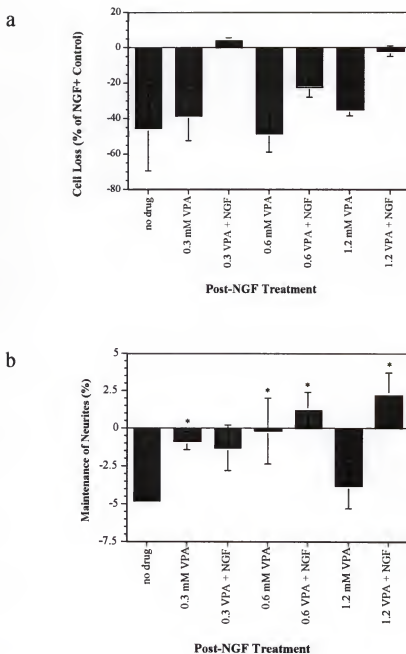 a
Cell Loss (% of NGF+ Control)
20
0
-20
-40
-60
-80
no drug
0.3 mM VPA
0.3 VPA + NGF
0.6 mM VPA
0.6 VPA + NGF
1.2 mM VPA
1.2 VPA + NGF
Post-NGF Treatment
b
Maintenance of Neurites (%)
5
2.5
0
-2.5
-5
-7.5
*
*
*
*
no drug
0.3 mM VPA
0.3 VPA + NGF
0.6 mM VPA
0.6 VPA + NGF
1.2 mM VPA
1.2 VPA + NGF
Post-NGF Treatment